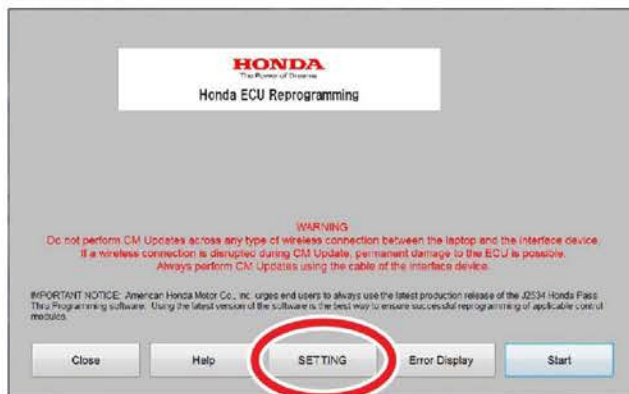 HONDA
The Power of Dreams
Honda ECU Reprogramming
WARNING
Do not perform CM Updates across any type of wireless connection between the laptop and the interface device.
If a wireless connection is disrupted during CM Update, permanent damage to the ECU is possible.
Always perform CM Updates using the cable of the interface device.
IMPORTANT NOTICE: American Honda Motor Co., Inc. urges end users to always use the latest production release of the J2534 Honda Pass
Thru Programming software. Using the latest version of the software is the best way to ensure successful reprogramming of applicable control
modules.
Close Help SETTING Error Display Start